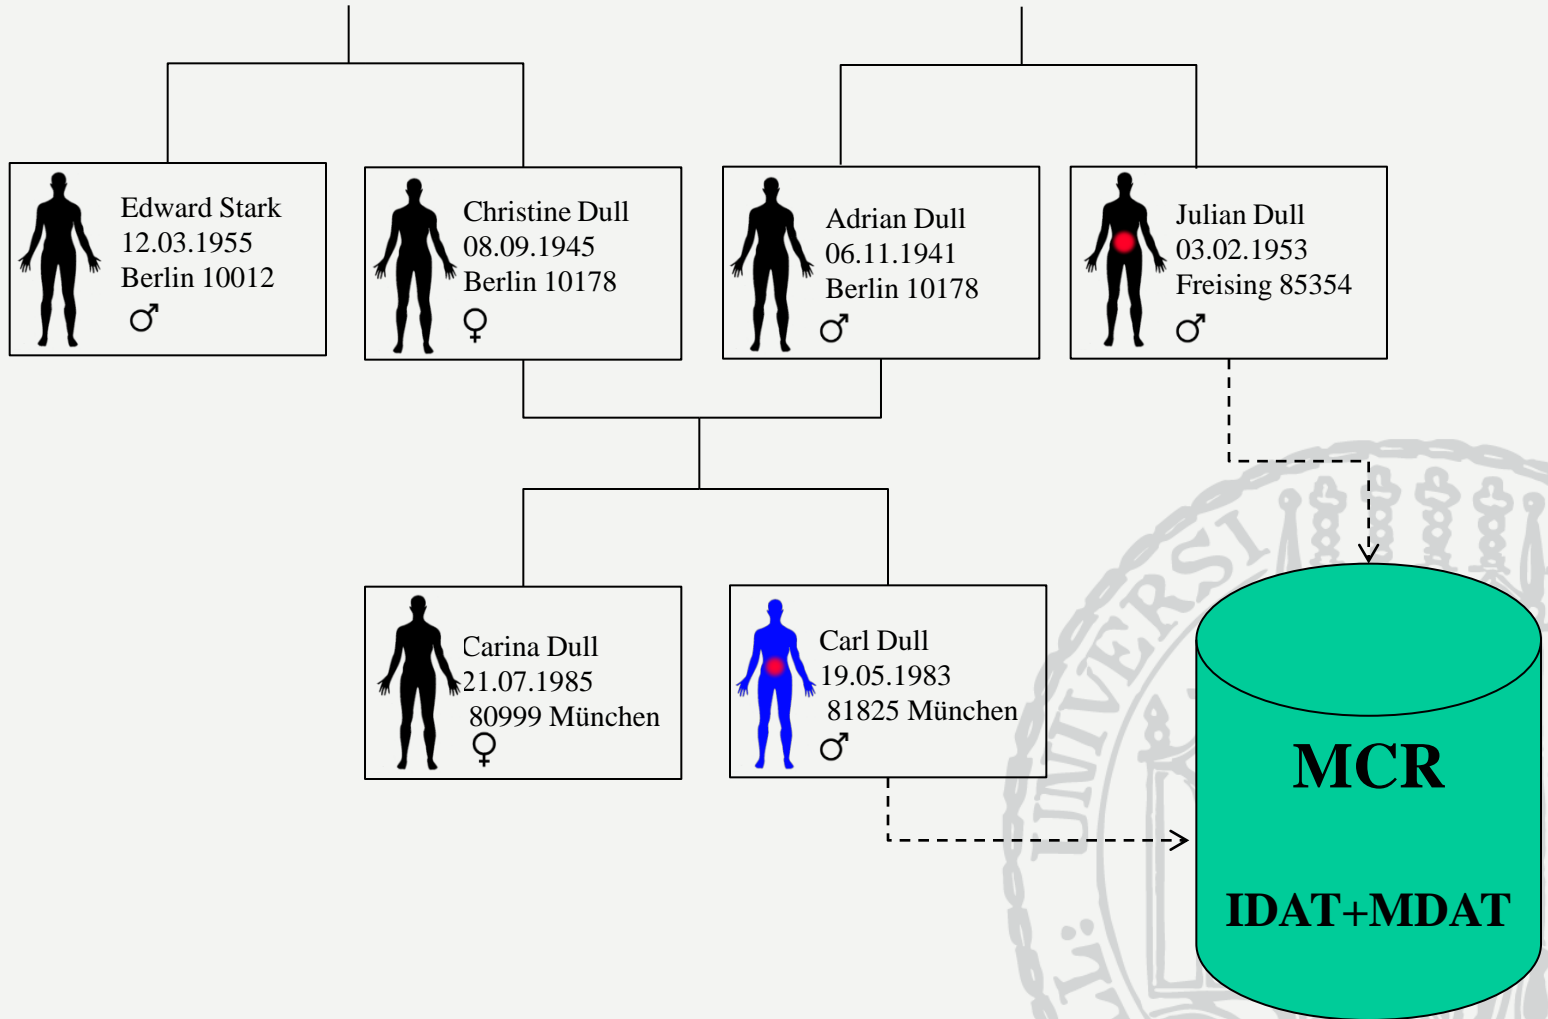 Edward Stark
12.03.1955
Berlin 10012
♂
Christine Dull
08.09.1945
Berlin 10178
♀
Adrian Dull
06.11.1941
Berlin 10178
♂
Julian Dull
03.02.1953
Freising 85354
♂
Carina Dull
21.07.1985
80999 München
♀
Carl Dull
19.05.1983
81825 München
♂
MCR
IDAT+MDAT
L: UNIVERSI